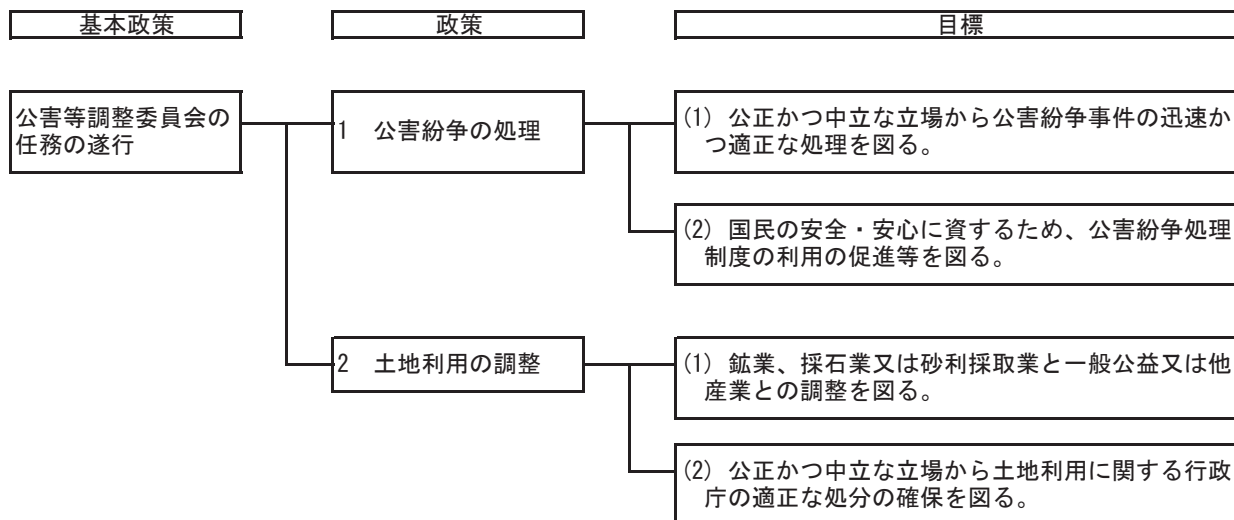 基本政策
政策
目標
公害等調整委員会の
任務の遂行
1 公害紛争の処理
(1) 公正かつ中立な立場から公害紛争事件の迅速か
つ適正な処理を図る。
(2) 国民の安全・安心に資するため、公害紛争処理
制度の利用の促進等を図る。
2 土地利用の調整
(1) 鉱業、採石業又は砂利採取業と一般公益又は他
産業との調整を図る。
(2) 公正かつ中立な立場から土地利用に関する行政
庁の適正な処分の確保を図る。